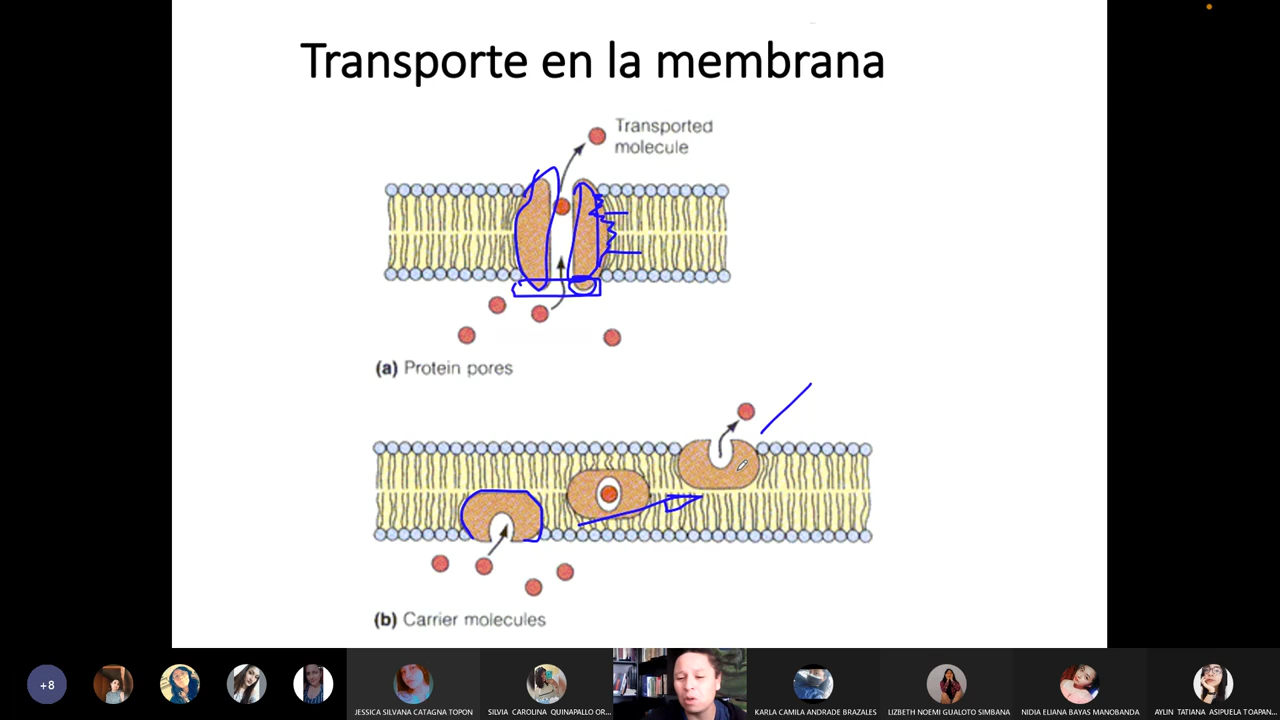 Transporte en la membrana
Transported
molecule
(a) Protein pores
(b) Carrier molecules
+8
JESSICA SILVANA CATAGNA TOPON
SILVIA CAROLINA QUINAPALLO OR...
KARLA CAMILA ANDRADE BRAZALES
LIZBETH NOEMI GUALOTO SIMBANA
NIDIA ELIANA BAYAS MANOBANDA
AYLIN TATIANA ASIPUELA TOAPAN...